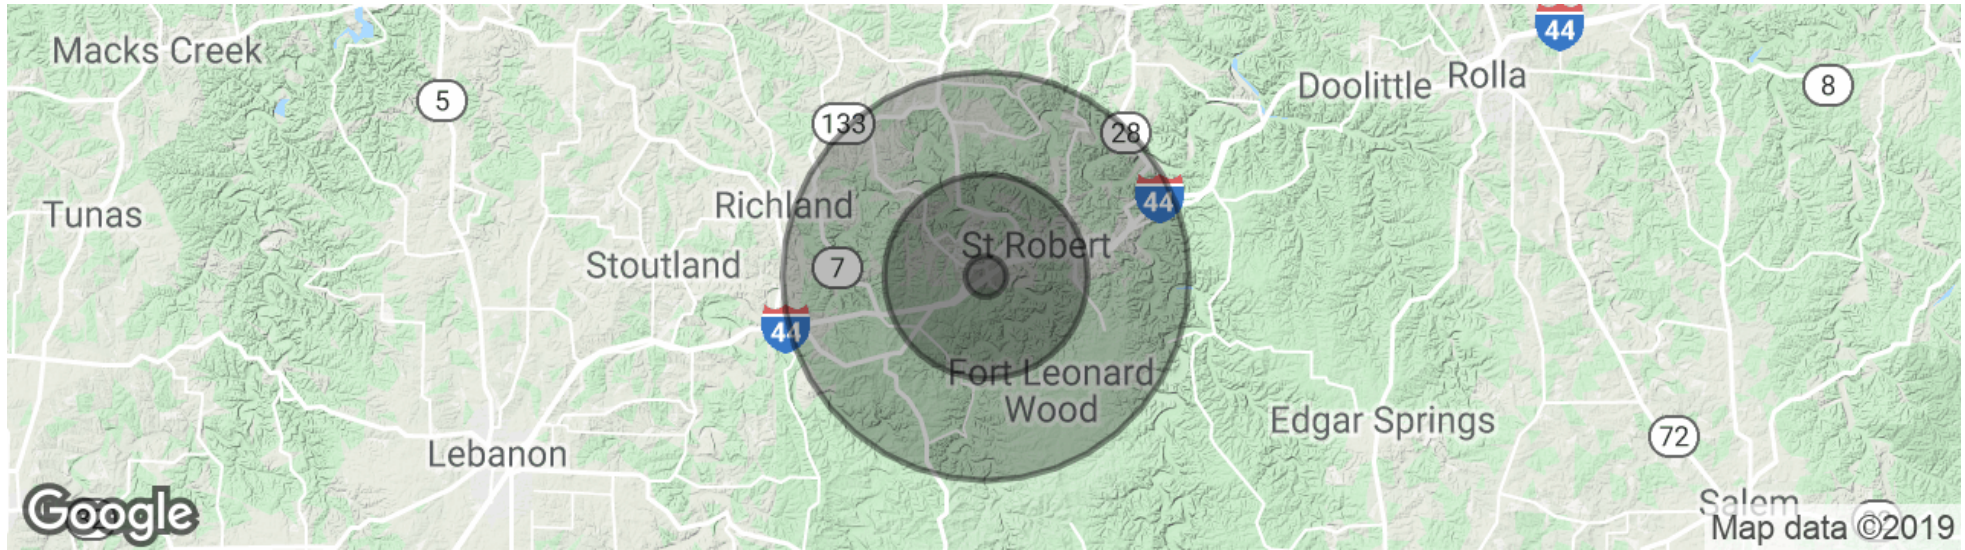 44
Macks Creek
Doolittle
Rolla
8
5
133
28
Richland
44
Tunas
St Robert
Stoutland
7
44
Fort Leonard
Wood
Edgar Springs
72
Lebanon
Salem
Google
Map data ©2019